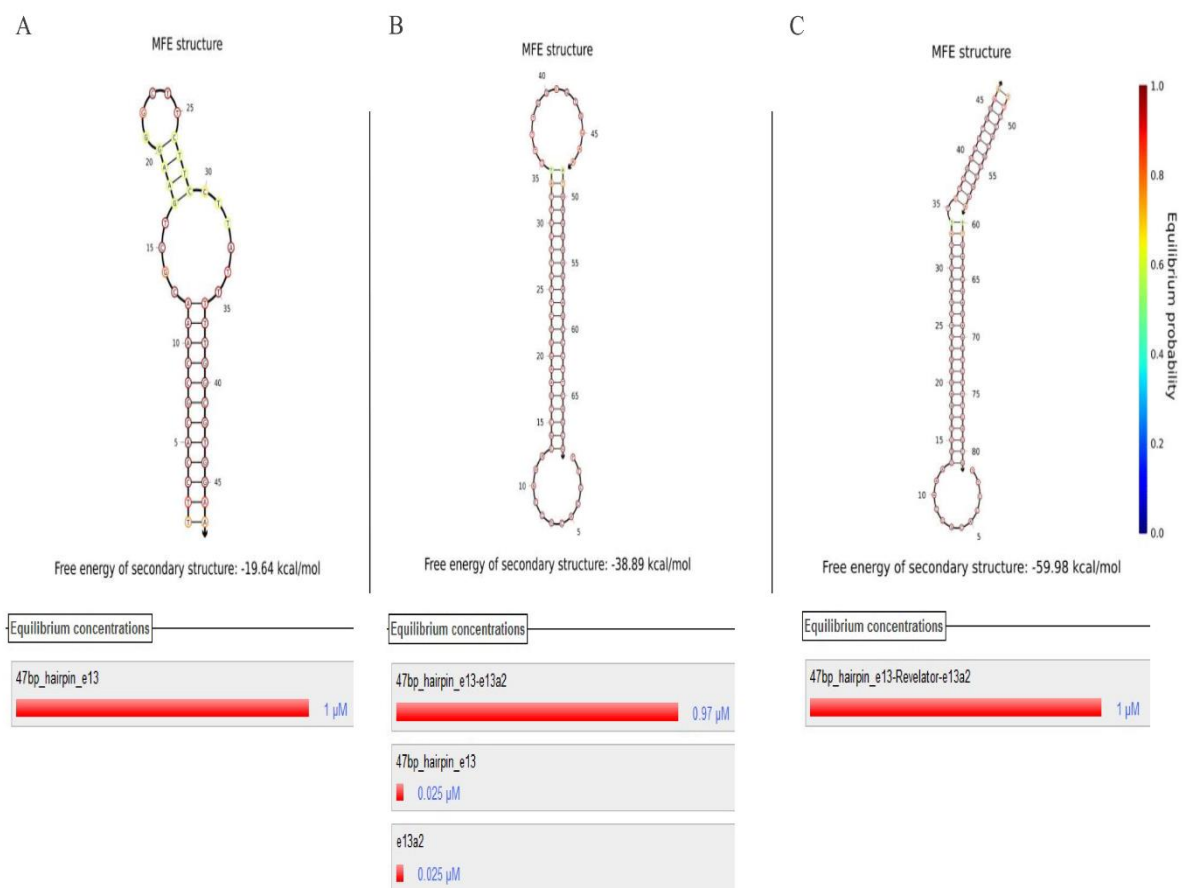 A
MFE structure
25
20
30
15
35
10
40
5
45
Free energy of secondary structure: -19.64 kcal/mol
Equilibrium concentrations
47bp_hairpin_e13
1 µM
B
MFE structure
40
45
35
50
30
55
25
60
20
65
15
10
5
Free energy of secondary structure: -38.89 kcal/mol
Equilibrium concentrations
47bp_hairpin_e13-e13a2
0.97 µM
47bp_hairpin_e13
0.025 µM
e13a2
0.025 µM
C
MFE structure
45
50
40
55
35
60
30
65
25
70
20
75
15
80
10
5
Free energy of secondary structure: -59.98 kcal/mol
1.0
0.8
0.6
0.4
0.2
0.0
Equilibrium probability
Equilibrium concentrations
47bp_hairpin_e13-Revelator-e13a2
1 µM